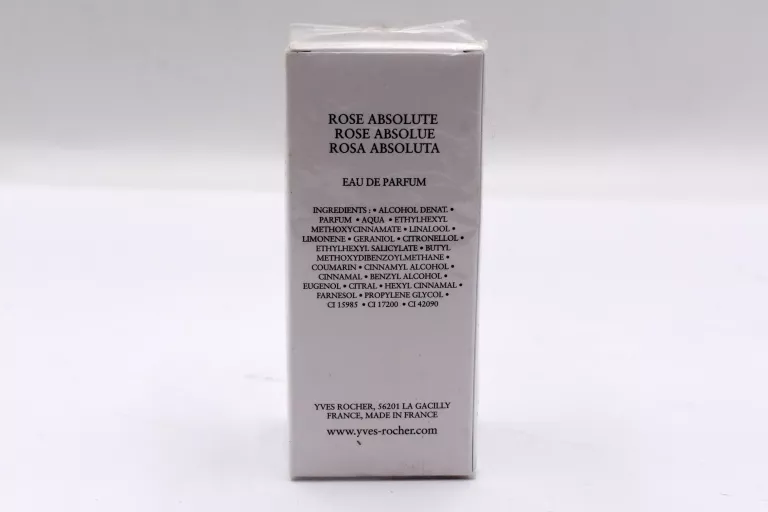 ROSE ABSOLUTE
ROSE ABSOLUE
ROSA ABSOLUTA
EAU DE PARFUM
INGREDIENTS : • ALCOHOL DENAT. •
PARFUM • AQUA • ETHYLHEXYL
METHOXYCINNAMATE • LINALOOL •
LIMONENE • GERANIOL • CITRONELLOL •
ETHYLHEXYL SALICYLATE • BUTYL
METHOXYDIBENZOYLMETHANE •
COUMARIN • CINNAMYL ALCOHOL •
CINNAMAL • BENZYL ALCOHOL •
EUGENOL • CITRAL • HEXYL CINNAMAL •
FARNESOL • PROPYLENE GLYCOL •
CI 15985 • CI 17200 • CI 42090
YVES ROCHER, 56201 LA GACILLY
FRANCE, MADE IN FRANCE
www.yves-rocher.com